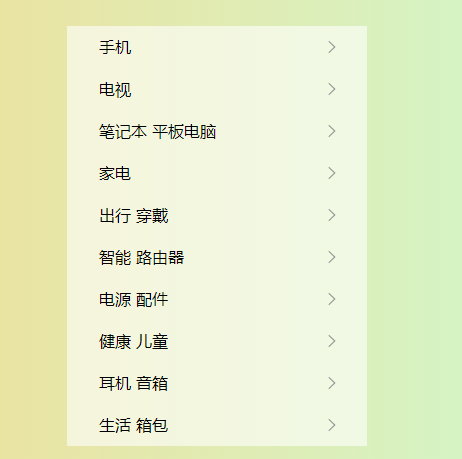 手机
电视
笔记本 平板电脑
家电
出行 穿戴
智能 路由器
电源 配件
健康 儿童
耳机 音箱
生活 箱包